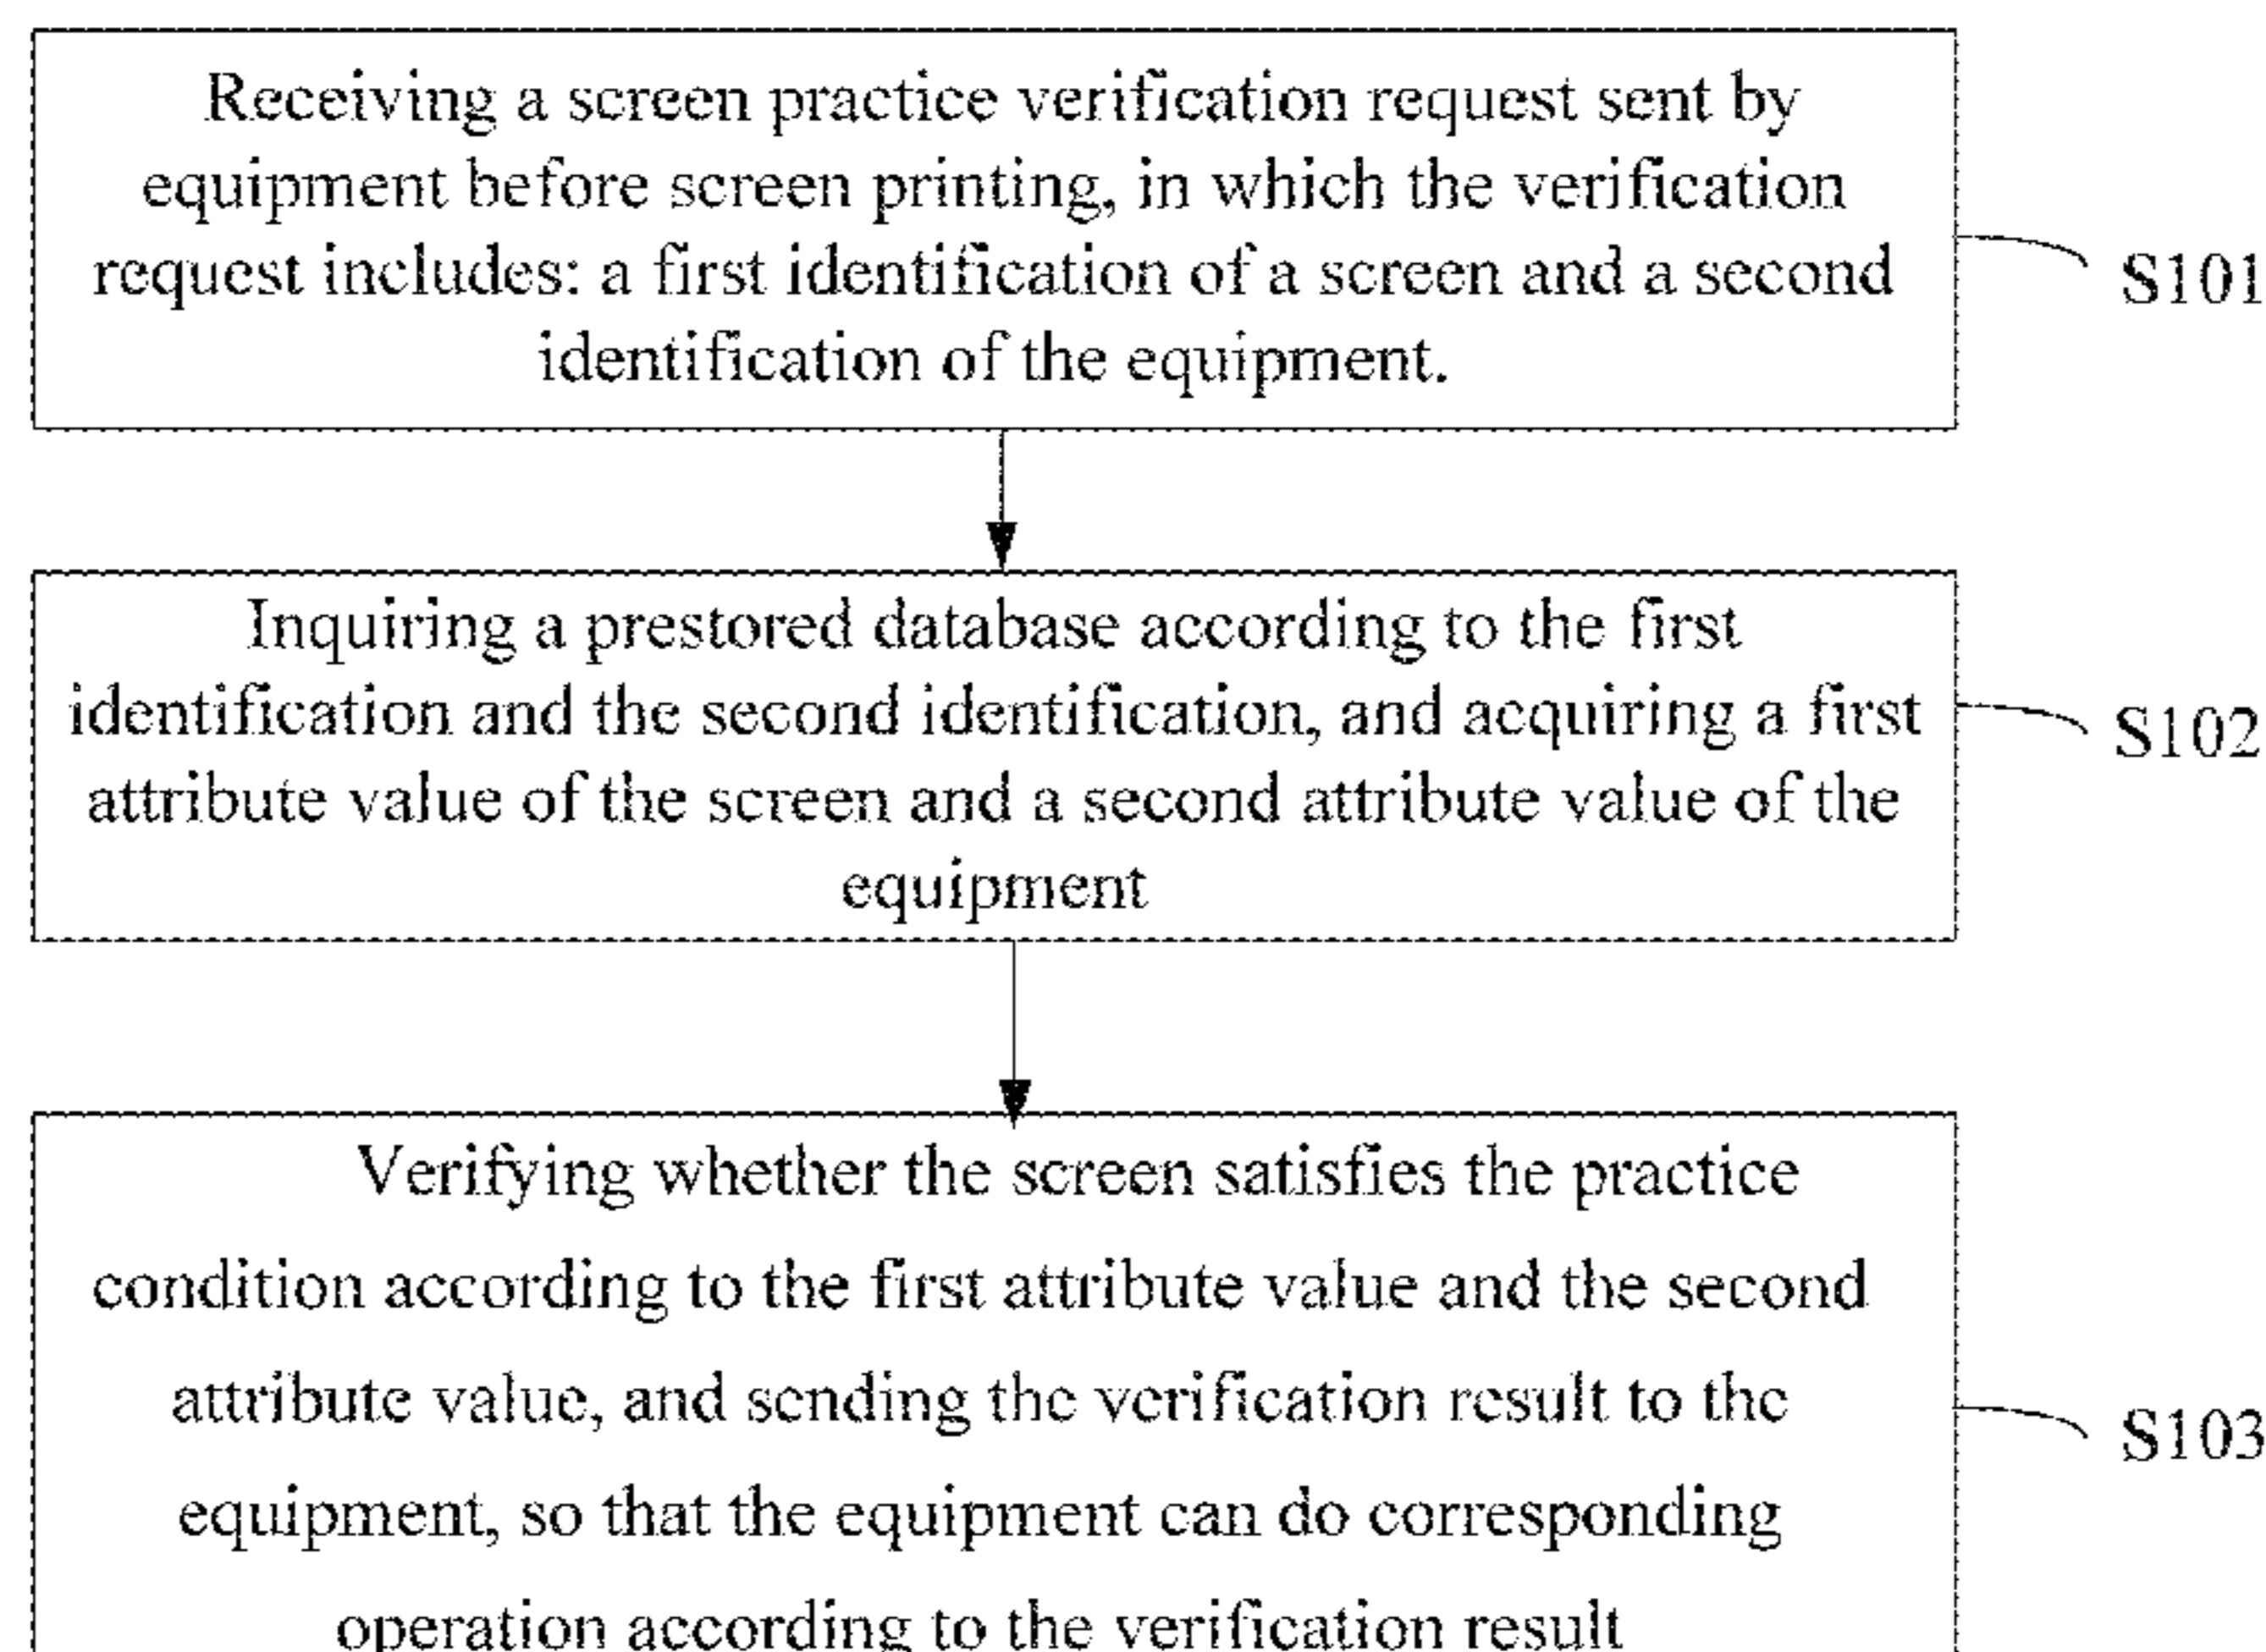 Receiving a screen practice verification request sent by
equipment before screen printing, in which the verification
request includes: a first identification of a screen and a second
identification of the equipment.
S101
Inquiring a prestored database according to the first
identification and the second identification, and acquiring a first
attribute value of the screen and a second attribute value of the
equipment
S102
Verifying whether the screen satisfies the practice
condition according to the first attribute value and the second
attribute value, and sending the verification result to the
equipment, so that the equipment can do corresponding
operation according to the verification result
S103